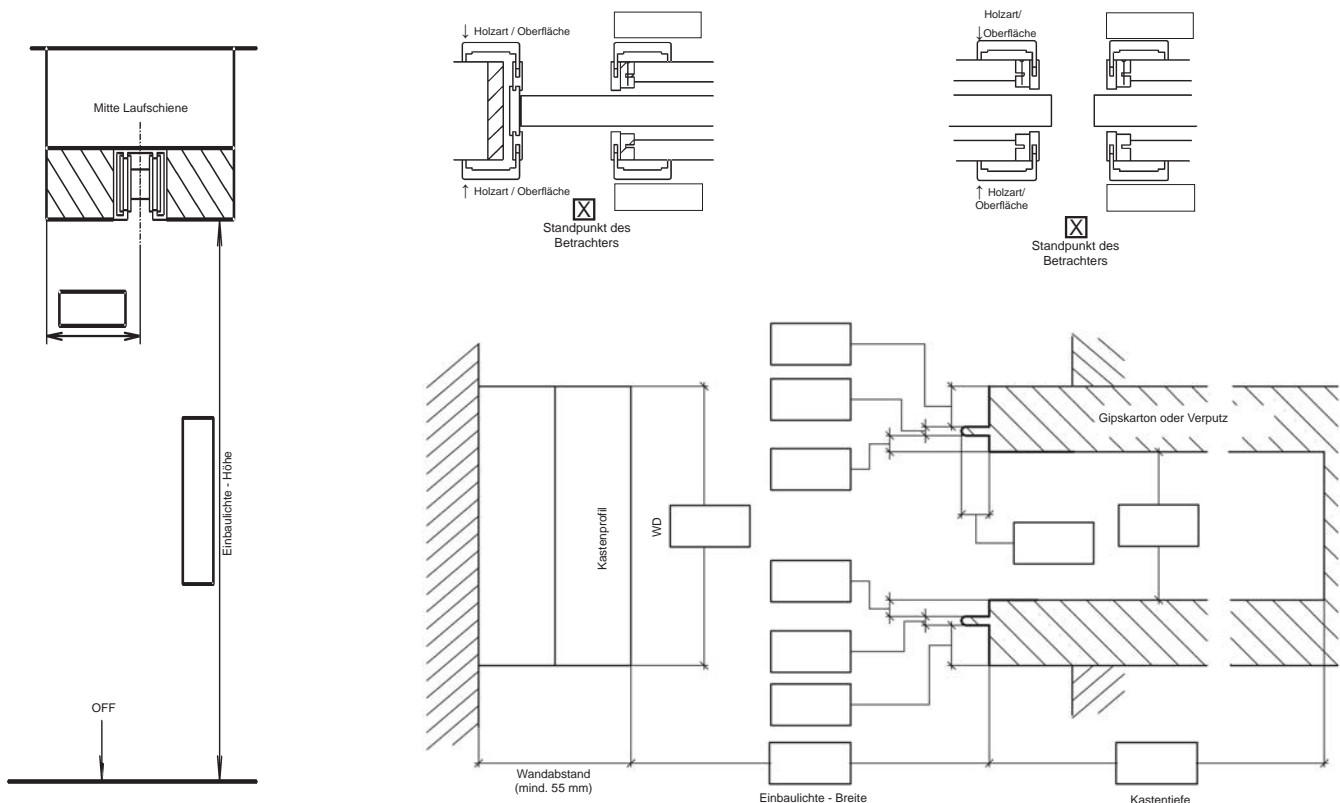 Mitte Laufschiene
Einbaulichte - Höhe
OFF
↓ Holzart / Oberfläche
↑ Holzart / Oberfläche
X
Standpunkt des
Betrachters
Holzart/
↓ Oberfläche
↑ Holzart/
Oberfläche
X
Standpunkt des
Betrachters
Kastenprofil
WD
Gipskarton oder Verputz
Wandabstand
(mind. 55 mm)
Einbaulichte - Breite
Kastentiefe